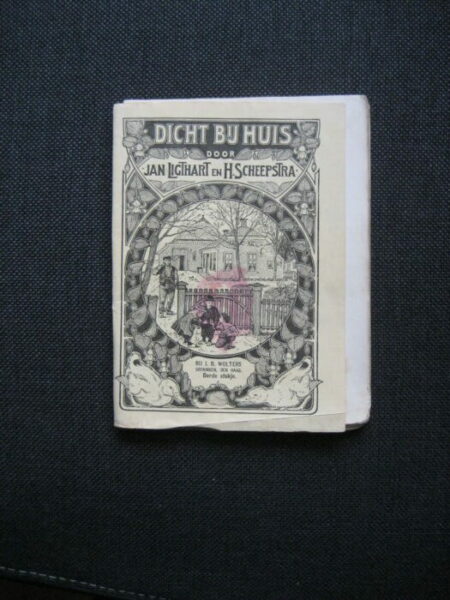 DICHT BIJ HUIS
DOOR
JAN LIGTHART EN H. SCHEEPSTRA
BIJ J. B. WOLTERS
GRONINGEN, DEN HAAG.
Derde stukje.